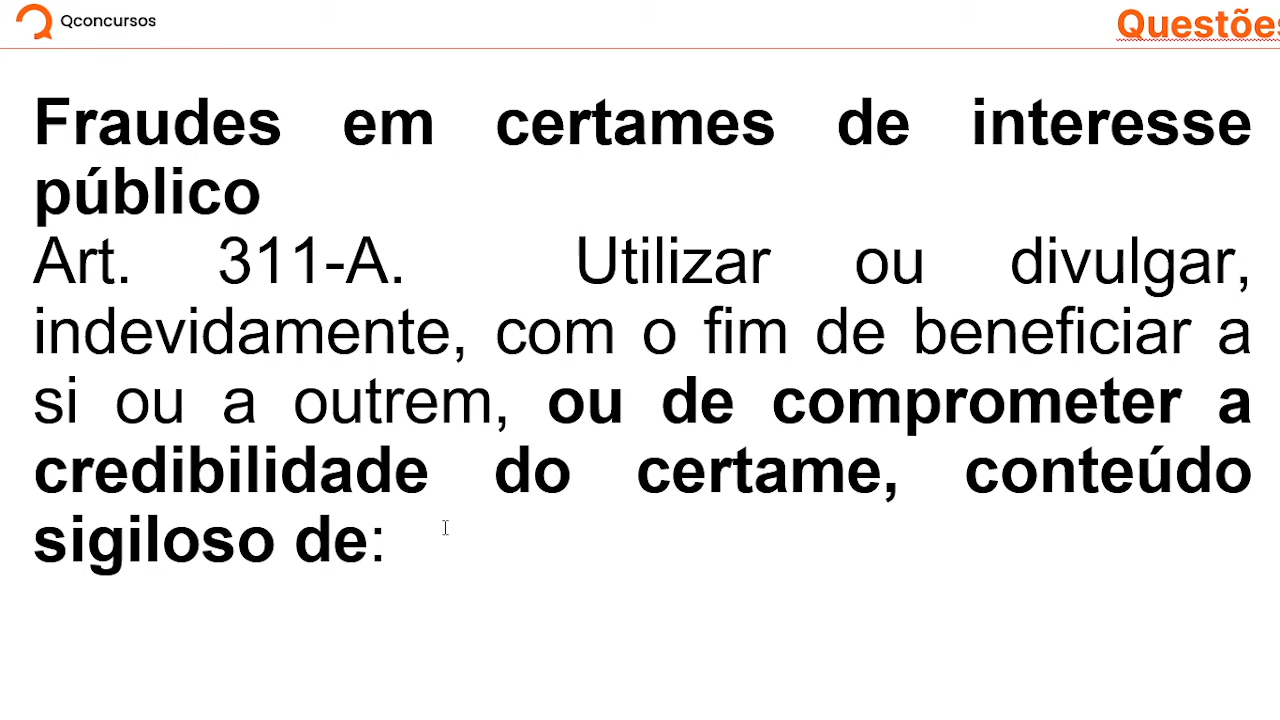 Qconcursos
Questões
Fraudes em certames de interesse
público
Art. 311-A. Utilizar ou divulgar,
indevidamente, com o fim de beneficiar a
si ou a outrem, ou de comprometer a
credibilidade do certame, conteúdo
sigiloso de: